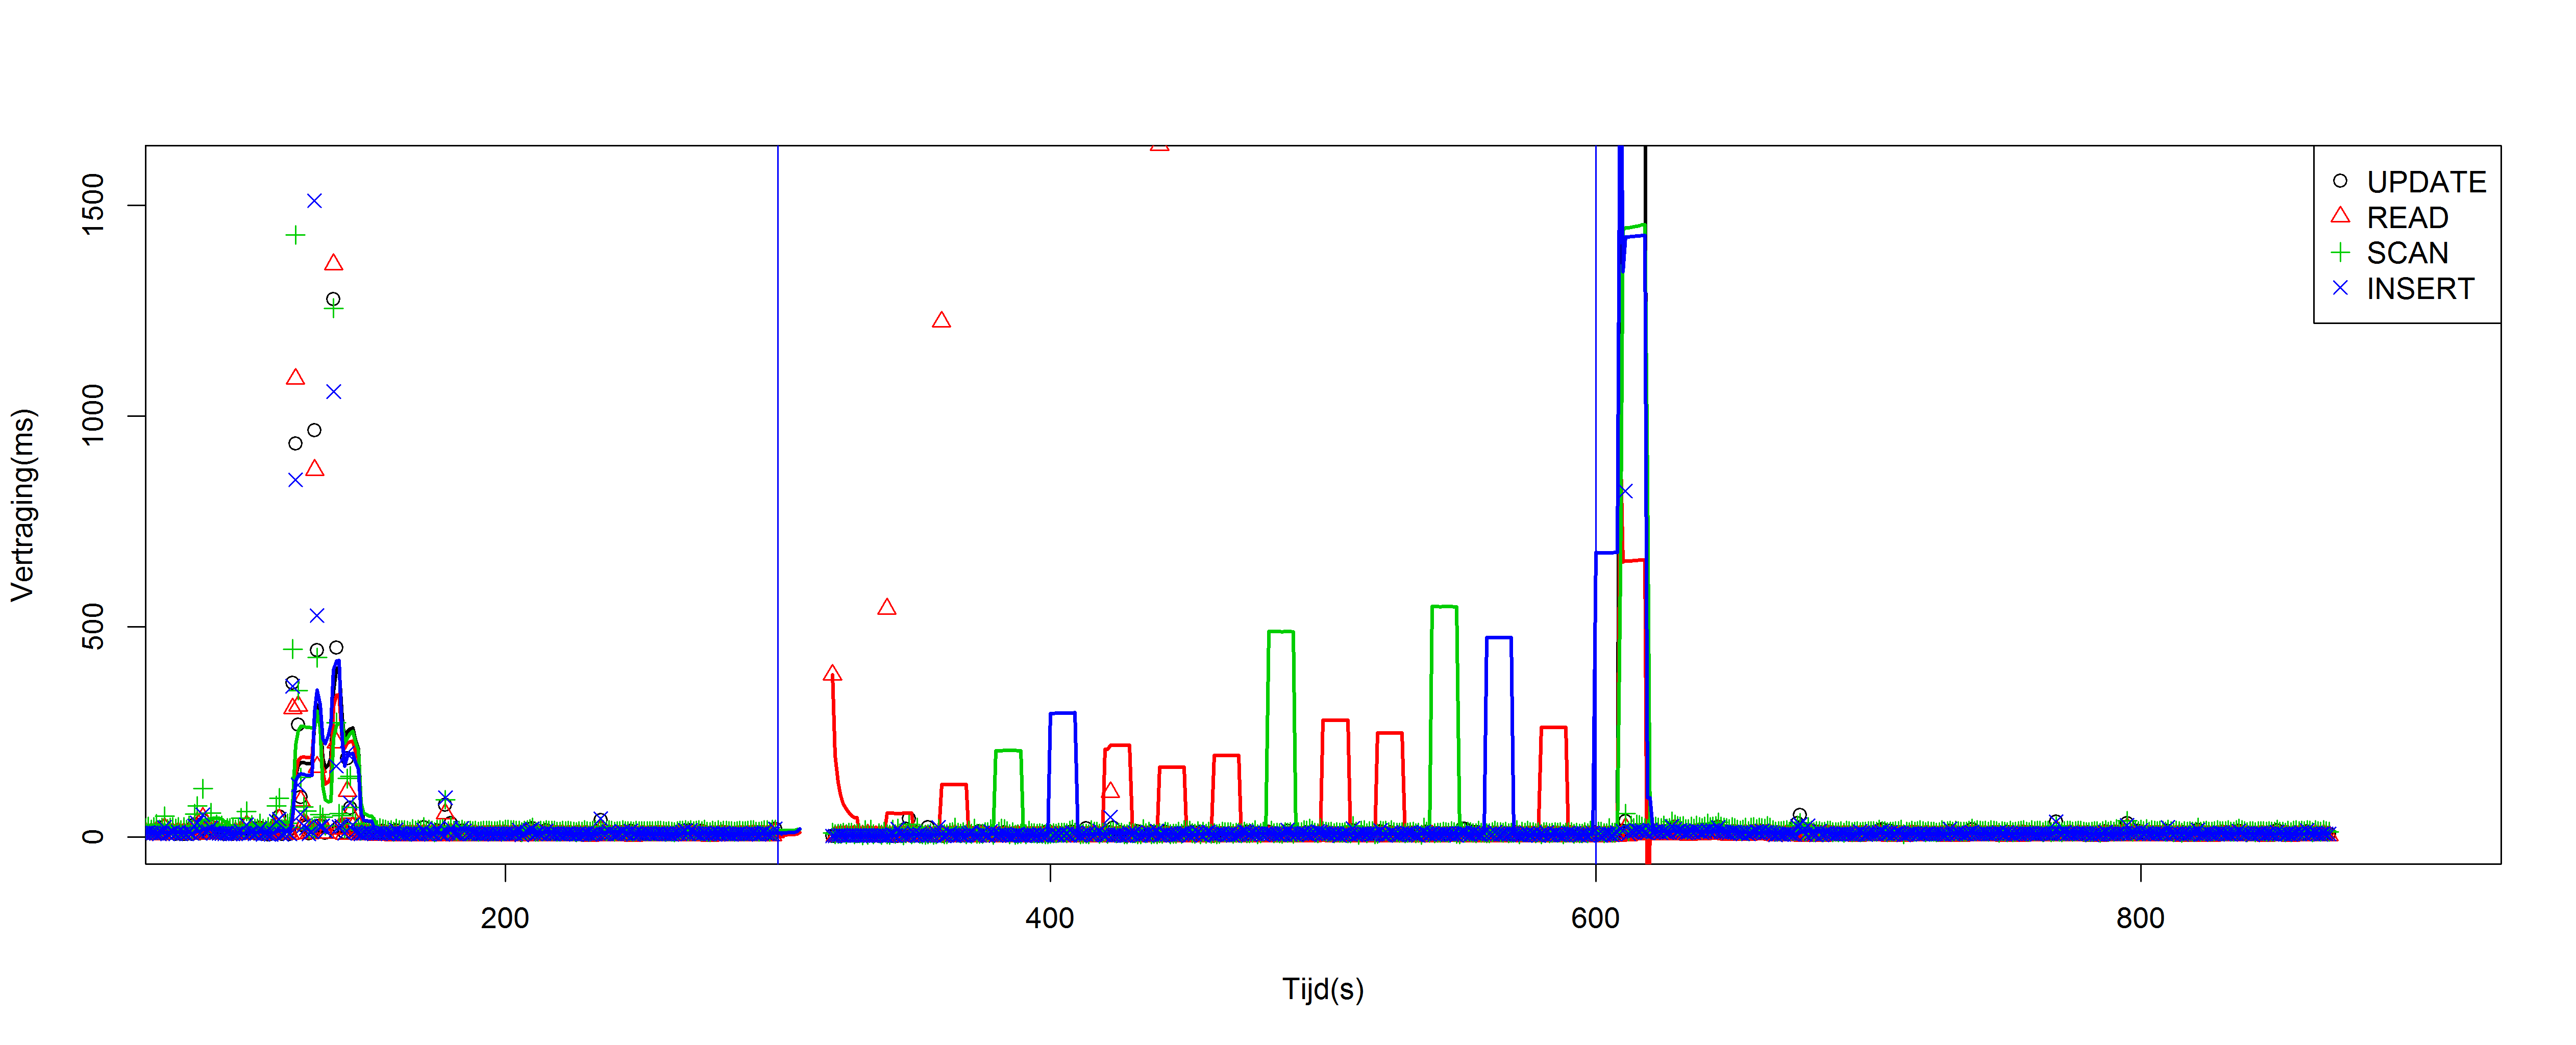 Vertraging(ms)
1500
1000
500
0
UPDATE
READ
SCAN
INSERT
200
400
600
800
Tijd(s)